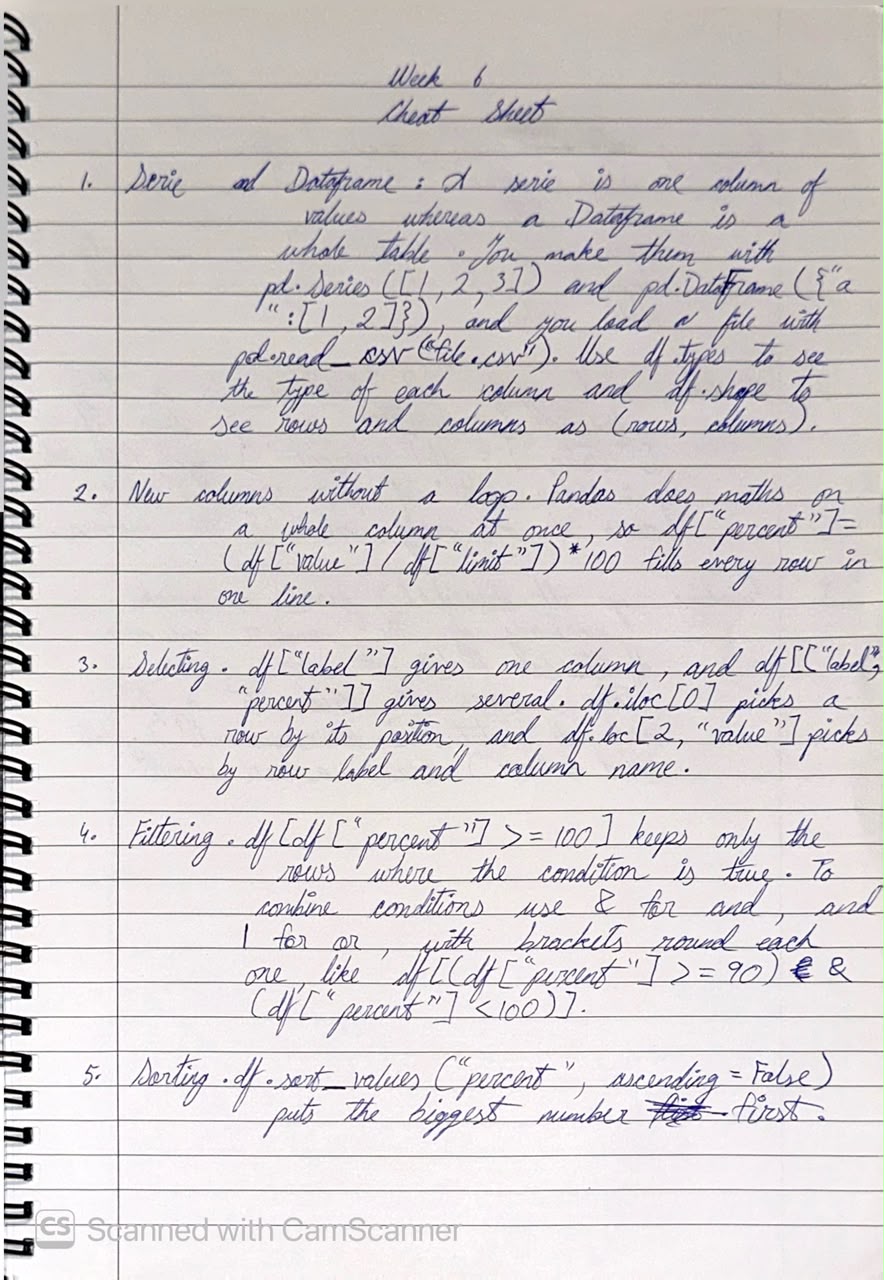 Week 6
Cheat Sheet
1. Serie and Dataframe : A serie is one column of
values whereas a Dataframe is a
whole table . You make them with
pd.Series ([1, 2, 3]) and pd.DataFrame ({"a
":[1, 2]}), and you load a file with
pd.read_csv ("file.csv"). Use df.types to see
the type of each column and df.shape to
see rows and columns as (rows, columns).
2. New columns without a loop. Pandas does maths on
a whole column at once, so df["percent"]=
(df["value"] / df["limit"]) * 100 fills every row in
one line.
3. Selecting. df["label"] gives one column, and df[["label",
"percent"]] gives several. df.iloc[0] picks a
row by its position, and df.loc[2, "value"] picks
by row label and column name.
4. Filtering. df[df["percent"] >= 100] keeps only the
rows where the condition is true. To
combine conditions use & for and, and
| for or, with brackets round each
one, like df[(df["percent"] >= 90) &
(df["percent"] < 100)].
5. Sorting. df.sort_values ("percent", ascending = False)
puts the biggest number first.
CS Scanned with CamScanner